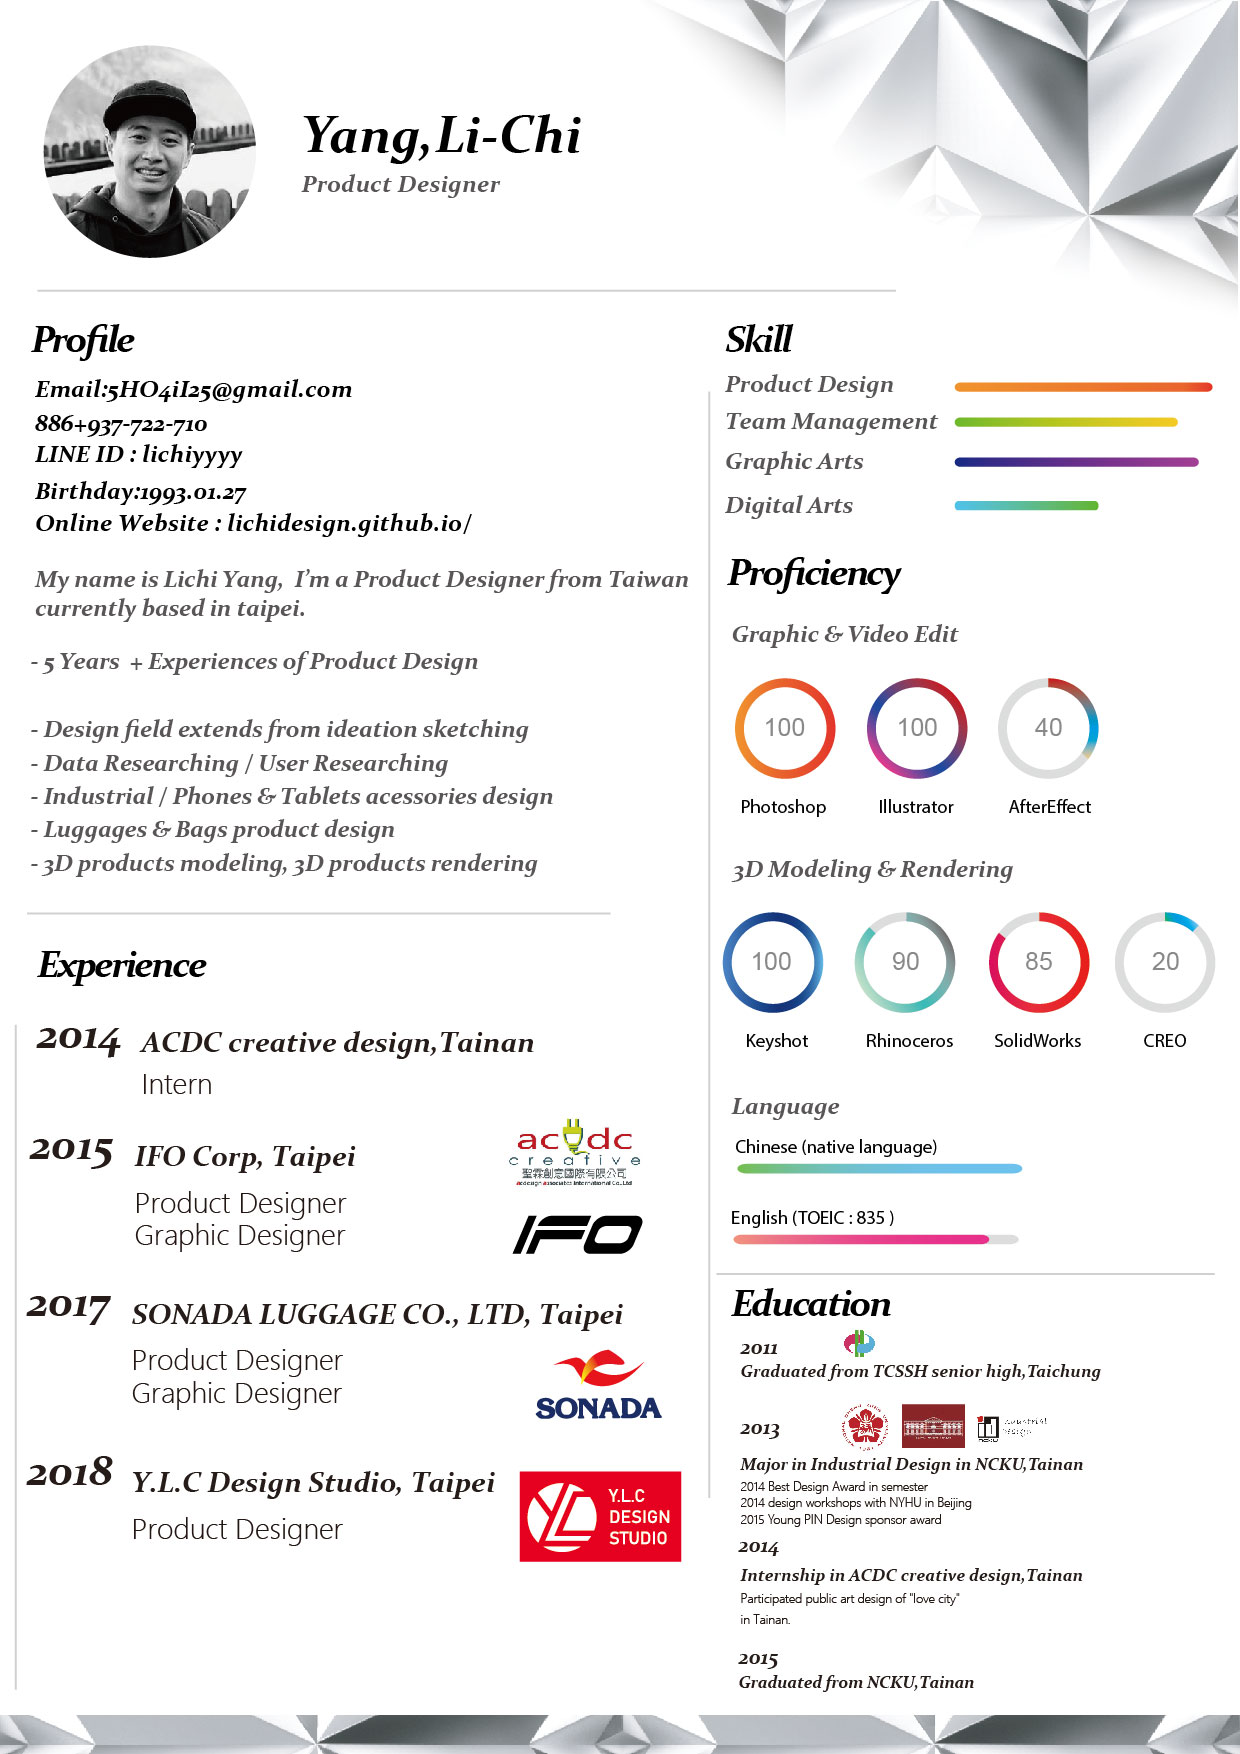 Yang,Li-Chi
Product Designer
Profile
Email:5HO4iI25@gmail.com
886+937-722-710
LINE ID : lichiyyyy
Birthday:1993.01.27
Online Website : lichidesign.github.io/
My name is Lichi Yang,  I'm a Product Designer from Taiwan
currently based in taipei.
- 5 Years  + Experiences of Product Design
- Design field extends from ideation sketching
- Data Researching / User Researching
- Industrial / Phones & Tablets acessories design
- Luggages & Bags product design
- 3D products modeling, 3D products rendering
Experience
2014 ACDC creative design,Tainan
Intern
2015 IFO Corp, Taipei
Product Designer
Graphic Designer
acdc
creative
聖霖創意國際有限公司
Acdesign Associates International Co.,Ltd
IFO
2017 SONADA LUGGAGE CO., LTD, Taipei
Product Designer
Graphic Designer
SONADA
2018 Y.L.C Design Studio, Taipei
Product Designer
Y.L.C
DESIGN
STUDIO
Skill
Product Design
Team Management
Graphic Arts
Digital Arts
Proficiency
Graphic & Video Edit
100 100 40
Photoshop Illustrator AfterEffect
3D Modeling & Rendering
100 90 85 20
Keyshot Rhinoceros SolidWorks CREO
Language
Chinese (native language)
English (TOEIC : 835 )
Education
2011
Graduated from TCSSH senior high,Taichung
2013
Major in Industrial Design in NCKU,Tainan
2014 Best Design Award in semester
2014 design workshops with NYHU in Beijing
2015 Young PIN Design sponsor award
2014
Internship in ACDC creative design,Tainan
Participated public art design of "love city"
in Tainan.
2015
Graduated from NCKU,Tainan